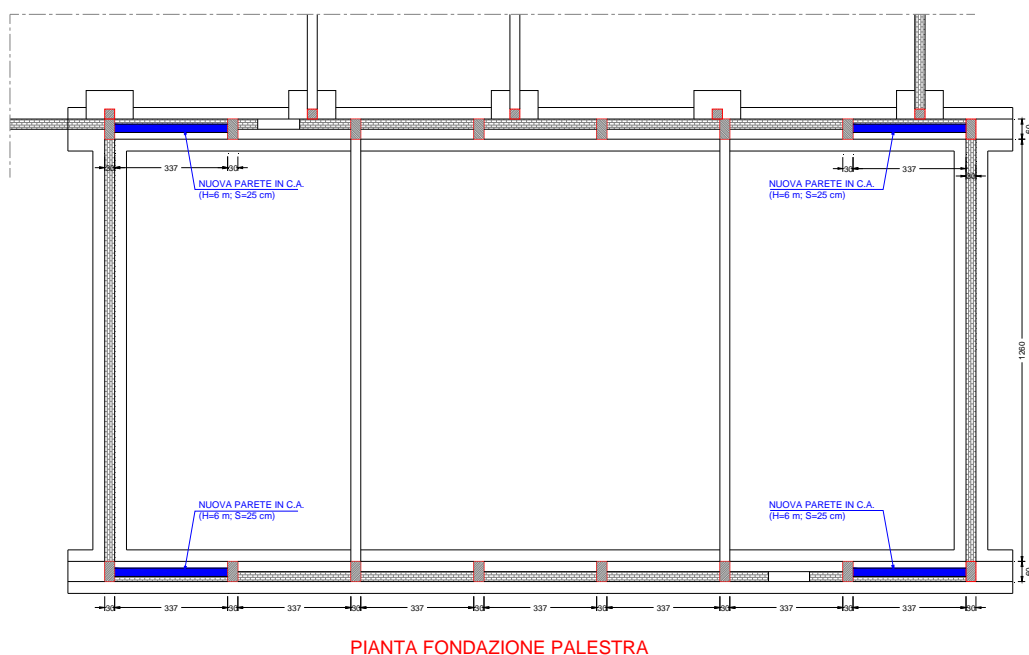 60
30
337
30
30
337
30
NUOVA PARETE IN C.A.
(H=6 m; S=25 cm)
NUOVA PARETE IN C.A.
(H=6 m; S=25 cm)
1260
NUOVA PARETE IN C.A.
(H=6 m; S=25 cm)
NUOVA PARETE IN C.A.
(H=6 m; S=25 cm)
60
30 337 30 337 30 337 30 337 30 337 30 337 30 337 30
PIANTA FONDAZIONE PALESTRA